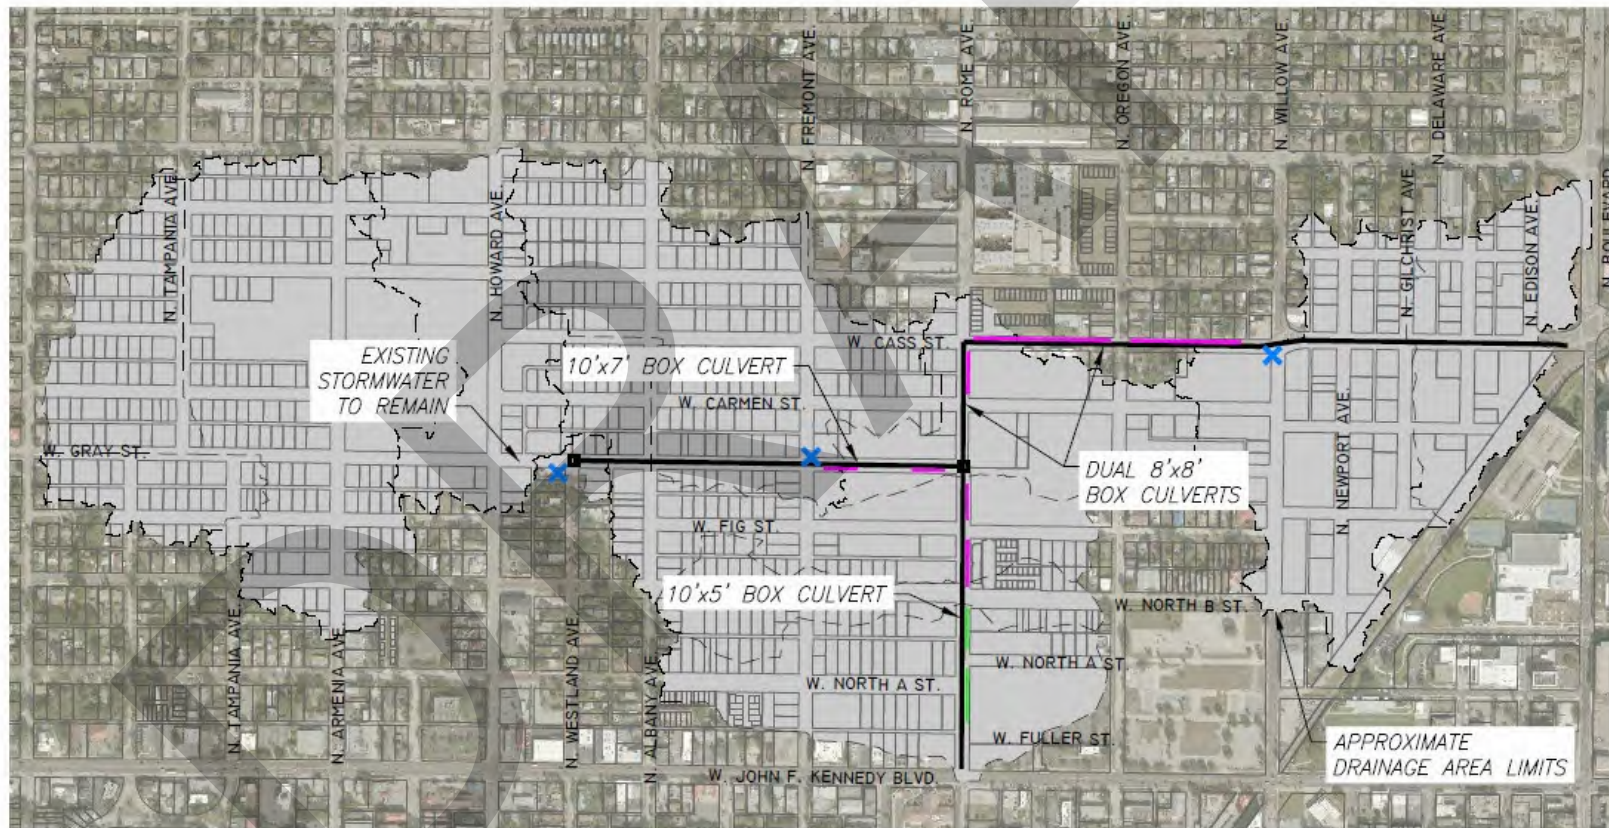 N. FREMONT AVE.
N. ROME AVE.
N. OREGON AVE.
N. WILLOW AVE.
N. DELAWARE AVE.
N. TAMPANIA AVE.
N. HOWARD AVE.
N. GILCHRIST AVE.
N. EDISON AVE.
N. BOULEVARD
EXISTING
STORMWATER
TO REMAIN
10'x7' BOX CULVERT
W. CASS ST.
W. CARMEN ST.
W. GRAY ST.
DUAL 8'x8'
BOX CULVERTS
N. NEWPORT AVE.
W. FIG ST.
10'x5' BOX CULVERT
W. NORTH B ST.
N. TAMPANIA AVE.
N. ARMENIA AVE.
N. WESTLAND AVE.
N. ALBANY AVE.
W. NORTH A ST.
W. NORTH A ST.
W. FULLER ST.
W. JOHN F. KENNEDY BLVD.
APPROXIMATE
DRAINAGE AREA LIMITS
DRAFT